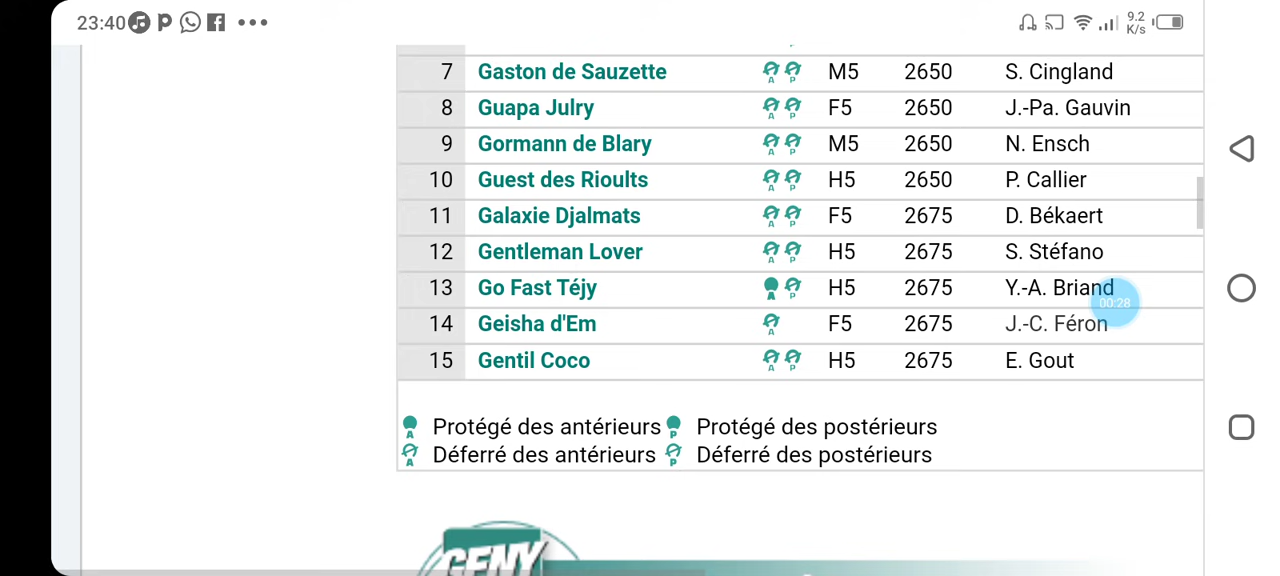 23:40 9.2 K/s
7 Gaston de Sauzette A P M5 2650 S. Cingland
8 Guapa Julry A P F5 2650 J.-Pa. Gauvin
9 Gormann de Blary A P M5 2650 N. Ensch
10 Guest des Rioults A P H5 2650 P. Callier
11 Galaxie Djalmats A P F5 2675 D. Békaert
12 Gentleman Lover A P H5 2675 S. Stéfano
13 Go Fast Téjy A P H5 2675 Y.-A. Briand
00:28
14 Geisha d'Em A F5 2675 J.-C. Féron
15 Gentil Coco A P H5 2675 E. Gout
A Protégé des antérieurs P Protégé des postérieurs
A Déferré des antérieurs P Déferré des postérieurs
GENY